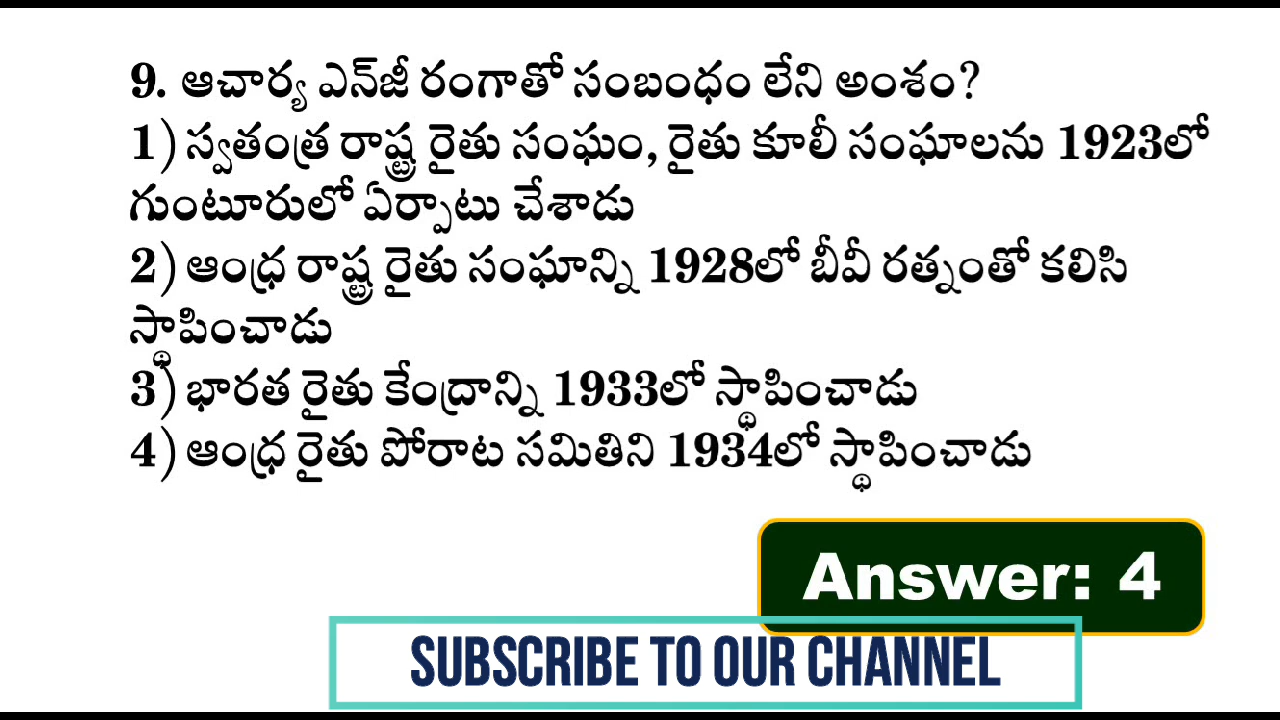 9. ఆచార్య ఎన్‌జీ రంగాతో సంబంధం లేని అంశం?
1) స్వతంత్ర రాష్ట్ర రైతు సంఘం, రైతు కూలీ సంఘాలను 1923లో
గుంటూరులో ఏర్పాటు చేశాడు
2) ఆంధ్ర రాష్ట్ర రైతు సంఘాన్ని 1928లో బీవీ రత్నంతో కలిసి
స్థాపించాడు
3) భారత రైతు కేంద్రాన్ని 1933లో స్థాపించాడు
4) ఆంధ్ర రైతు పోరాట సమితిని 1934లో స్థాపించాడు
Answer: 4
SUBSCRIBE TO OUR CHANNEL